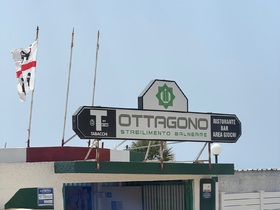 T
TABACCHI
OTTAGONO
STABILIMENTO BALNEARE
RISTORANTE
BAR
AREA GIOCHI